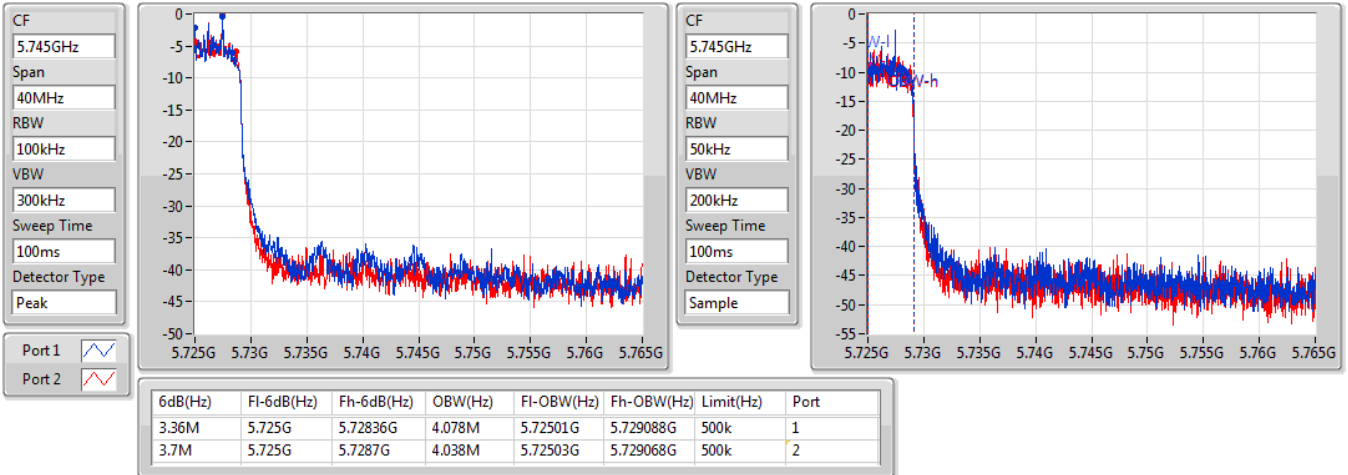 CF
5.745GHz
Span
40MHz
RBW
100kHz
VBW
300kHz
Sweep Time
100ms
Detector Type
Peak
Port 1
Port 2
0
-5
-10
-15
-20
-25
-30
-35
-40
-45
-50
5.725G 5.73G 5.735G 5.74G 5.745G 5.75G 5.755G 5.76G 5.765G
CF
5.745GHz
Span
40MHz
RBW
50kHz
VBW
200kHz
Sweep Time
100ms
Detector Type
Sample
0
-5
-10
-15
-20
-25
-30
-35
-40
-45
-50
-55
5.725G 5.73G 5.735G 5.74G 5.745G 5.75G 5.755G 5.76G 5.765G
6dB(Hz) Fl-6dB(Hz) Fh-6dB(Hz) OBW(Hz) Fl-OBW(Hz) Fh-OBW(Hz) Limit(Hz) Port
3.36M 5.725G 5.72836G 4.078M 5.72501G 5.729088G 500k 1
3.7M 5.725G 5.7287G 4.038M 5.72503G 5.729068G 500k 2